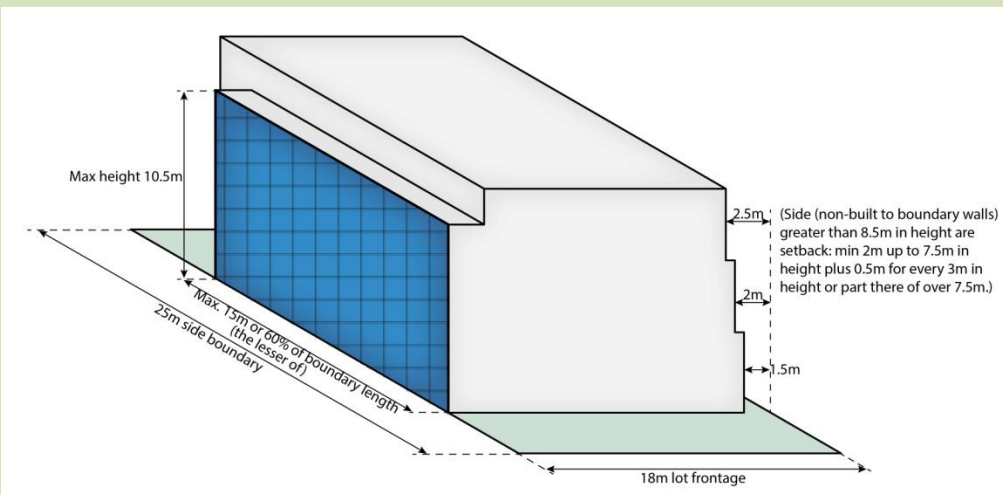 Max height 10.5m
Max. 15m or 60% of boundary length
(the lesser of)
25m side boundary
2.5m
(Side (non-built to boundary walls)
greater than 8.5m in height are
setback: min 2m up to 7.5m in
height plus 0.5m for every 3m in
height or part there of over 7.5m.)
2m
1.5m
18m lot frontage